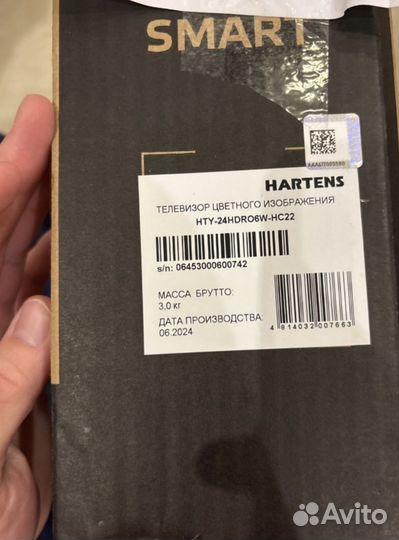 SMART
HARTENS
ТЕЛЕВИЗОР ЦВЕТНОГО ИЗОБРАЖЕНИЯ
HTY-24HDRO6W-HC22
s/n: 06453000600742
МАССА БРУТТО:
3,0 кг
ДАТА ПРОИЗВОДСТВА:
06.2024
4 814032 007663
Avito